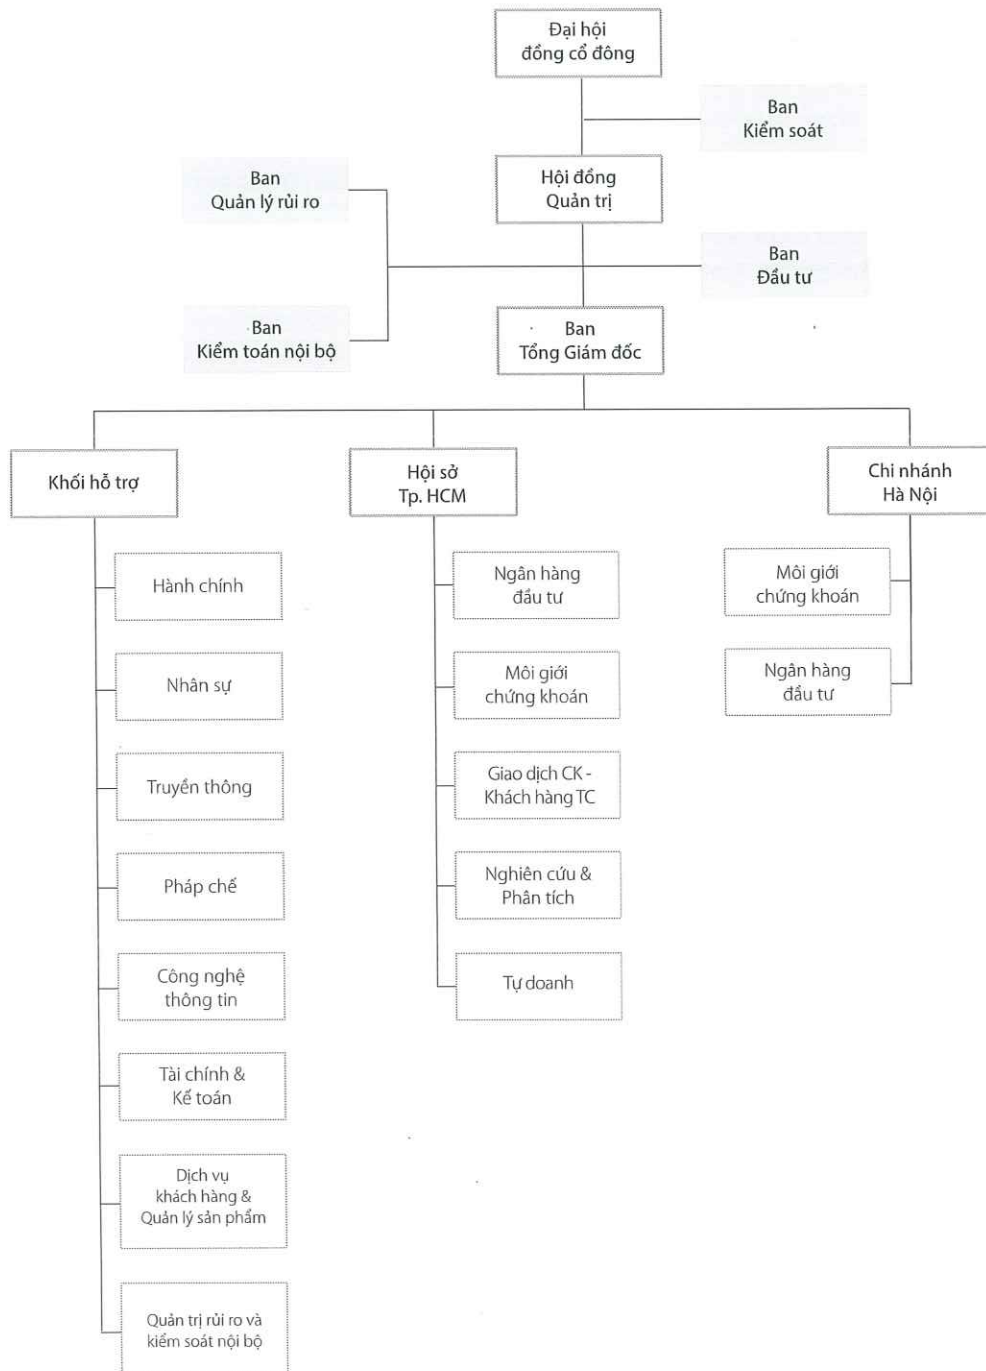 Đại hội
đồng cổ đông
Ban
Kiểm soát
Hội đồng
Quản trị
Ban
Quản lý rủi ro
Ban
Đầu tư
Ban
Kiểm toán nội bộ
Ban
Tổng Giám đốc
Khối hỗ trợ
Hành chính
Nhân sự
Truyền thông
Pháp chế
Công nghệ
thông tin
Tài chính &
Kế toán
Dịch vụ
khách hàng &
Quản lý sản phẩm
Quản trị rủi ro và
kiểm soát nội bộ
Hội sở
Tp. HCM
Ngân hàng
đầu tư
Môi giới
chứng khoán
Giao dịch CK -
Khách hàng TC
Nghiên cứu &
Phân tích
Tự doanh
Chi nhánh
Hà Nội
Môi giới
chứng khoán
Ngân hàng
đầu tư